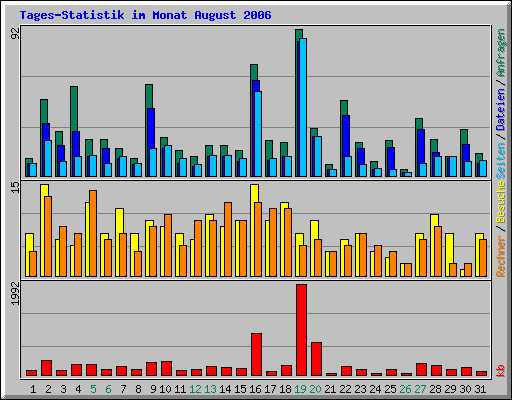 Tages-Statistik im Monat August 2006
92
15
1992
Rechner / Besuche
Seiten / Dateien / Anfragen
kb
1 2 3 4 5 6 7 8 9 10 11 12 13 14 15 16 17 18 19 20 21 22 23 24 25 26 27 28 29 30 31